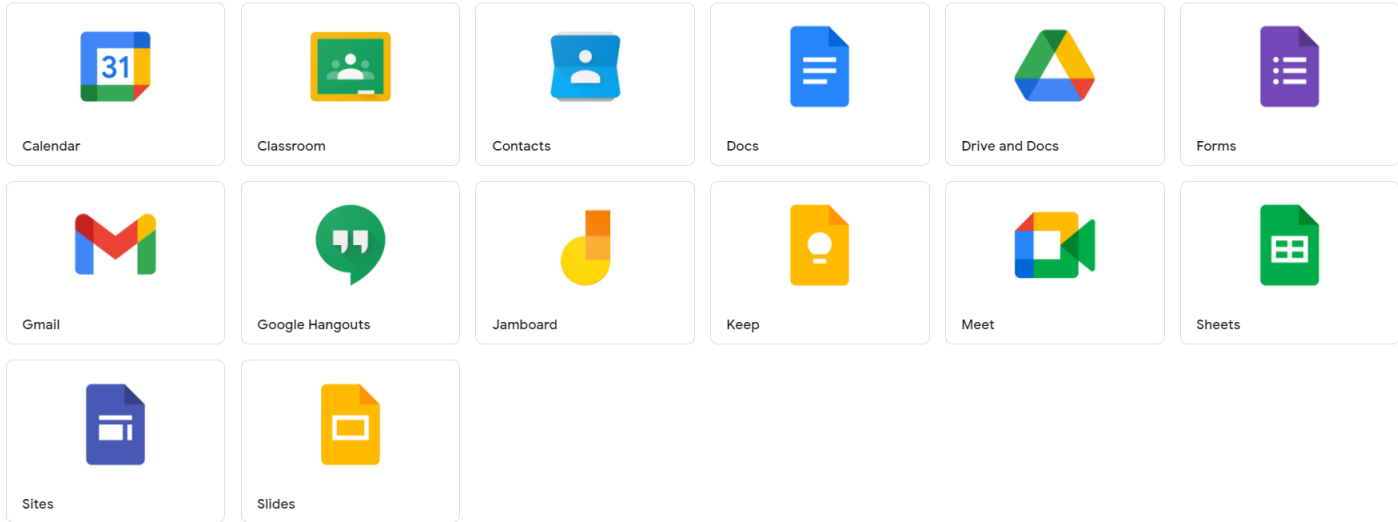 31
Calendar
Classroom
Contacts
Docs
Drive and Docs
Forms
Gmail
Google Hangouts
Jamboard
Keep
Meet
Sheets
Sites
Slides